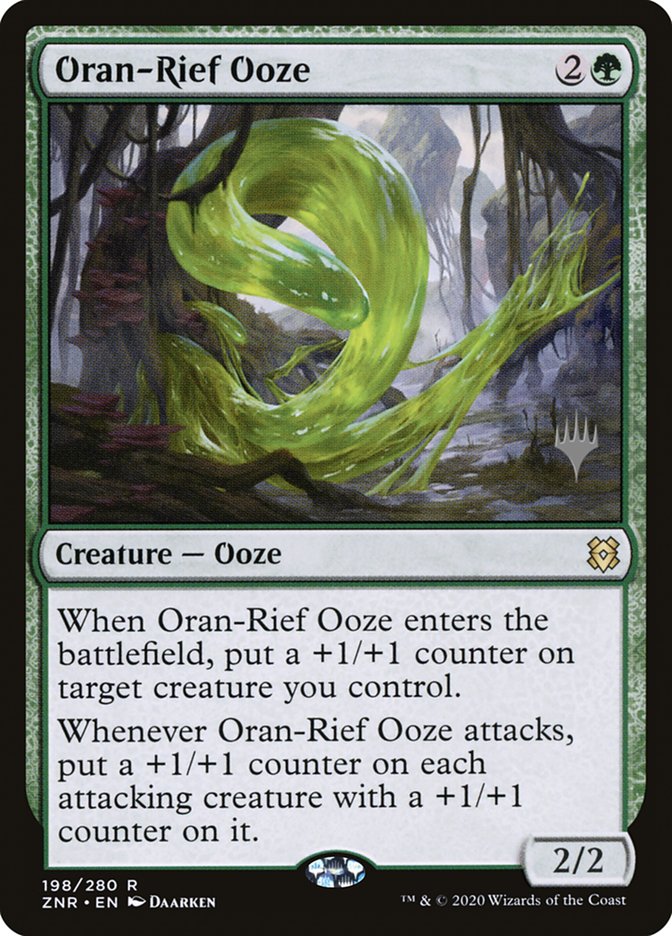 Oran-Rief Ooze 2
Creature — Ooze
When Oran-Rief Ooze enters the
battlefield, put a +1/+1 counter on
target creature you control.
Whenever Oran-Rief Ooze attacks,
put a +1/+1 counter on each
attacking creature with a +1/+1
counter on it.
2/2
198/280 R
ZNR • EN DAARKEN
™ & © 2020 Wizards of the Coast